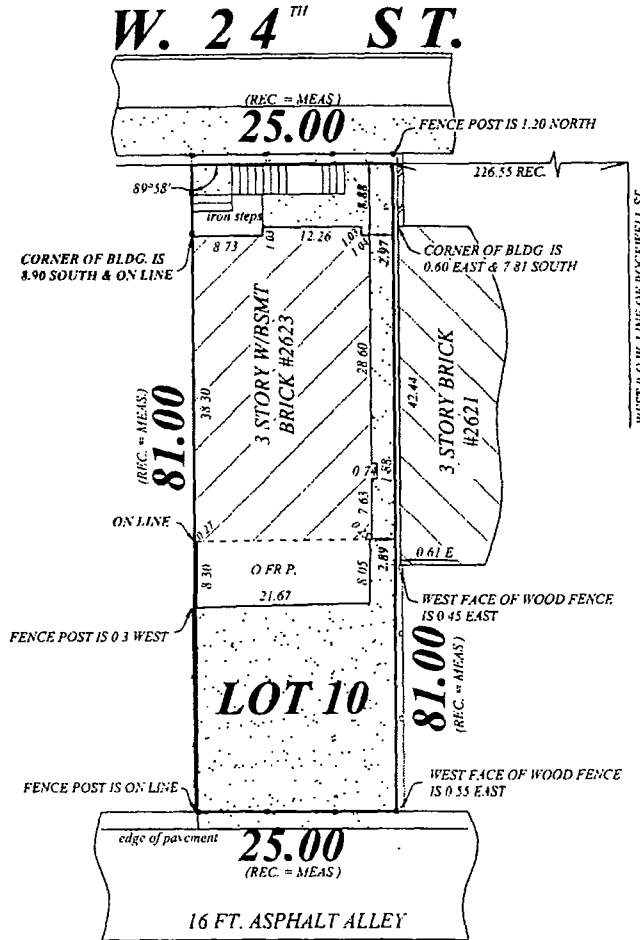 W. 24TH ST.
(REC. = MEAS.)
25.00
FENCE POST IS 1.20 NORTH
89°58'
226.55 REC.
iron steps
8.88
8.73
1.03
12.26
1.03
1.04
2.97
CORNER OF BLDG. IS
8.90 SOUTH & ON LINE
CORNER OF BLDG IS
0.60 EAST & 7.81 SOUTH
3 STORY W/BSMT
BRICK #2623
28 60
42.44
3 STORY BRICK
#2621
38 30
81.00
(REC. = MEAS.)
0 74
1.88
7.63
ON LINE
0.27
2.89
0.61 E
8 30
O FR P.
8.05
21.67
WEST FACE OF WOOD FENCE
IS 0 45 EAST
FENCE POST IS 0 3 WEST
81.00
(REC. = MEAS.)
LOT 10
FENCE POST IS ON LINE
WEST FACE OF WOOD FENCE
IS 0 55 EAST
edge of pavement
25.00
(REC. = MEAS.)
16 FT. ASPHALT ALLEY